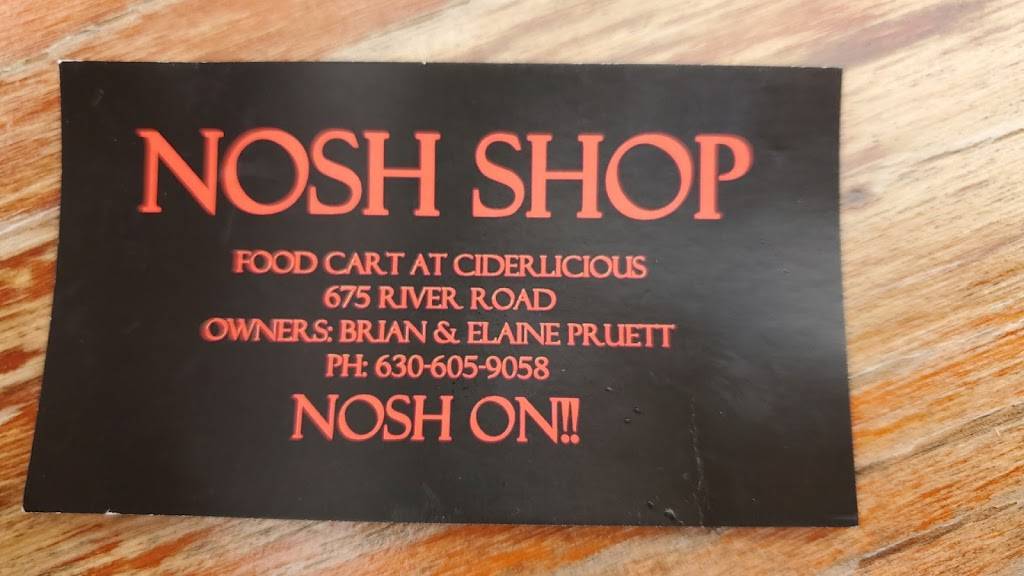 NOSH SHOP
FOOD CART AT CIDERLICIOUS
675 RIVER ROAD
OWNERS: BRIAN & ELAINE PRUETT
PH: 630-605-9058
NOSH ON!!